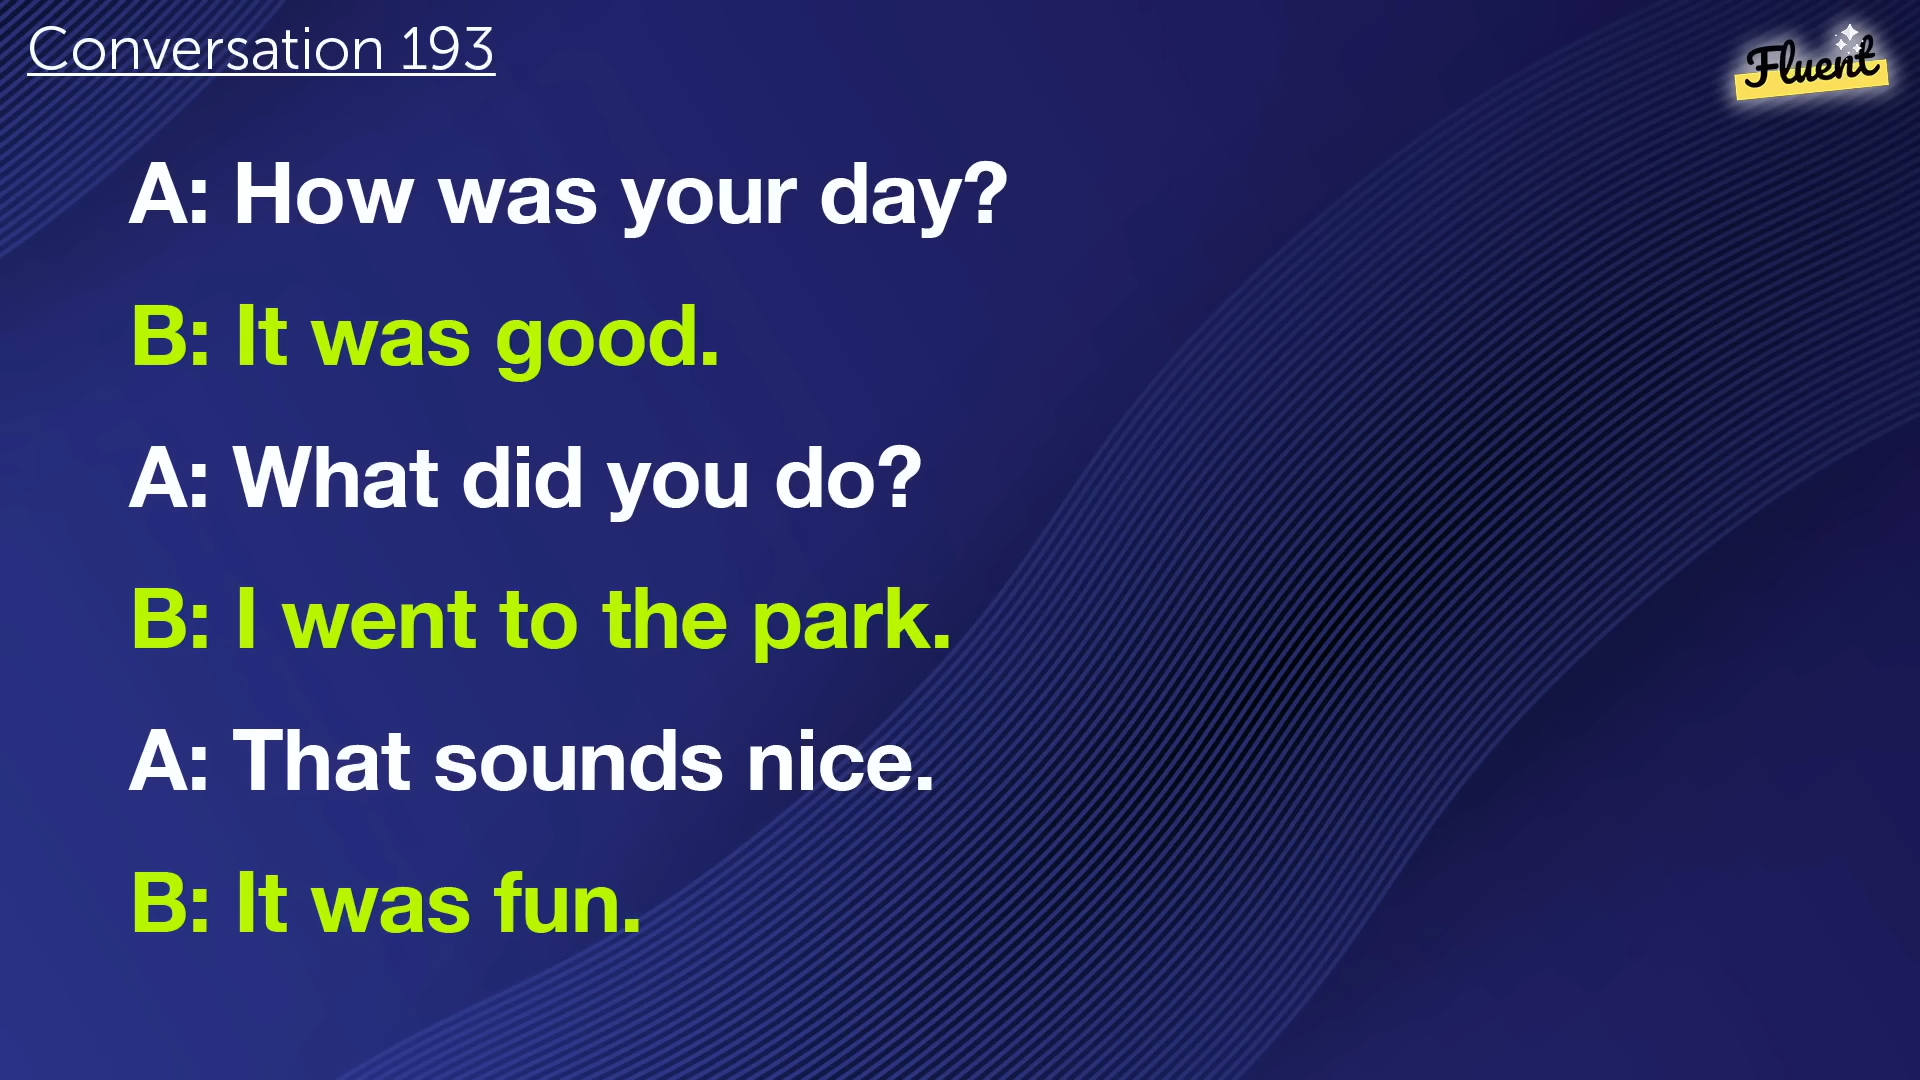 Conversation 193
Fluent
A: How was your day?
B: It was good.
A: What did you do?
B: I went to the park.
A: That sounds nice.
B: It was fun.